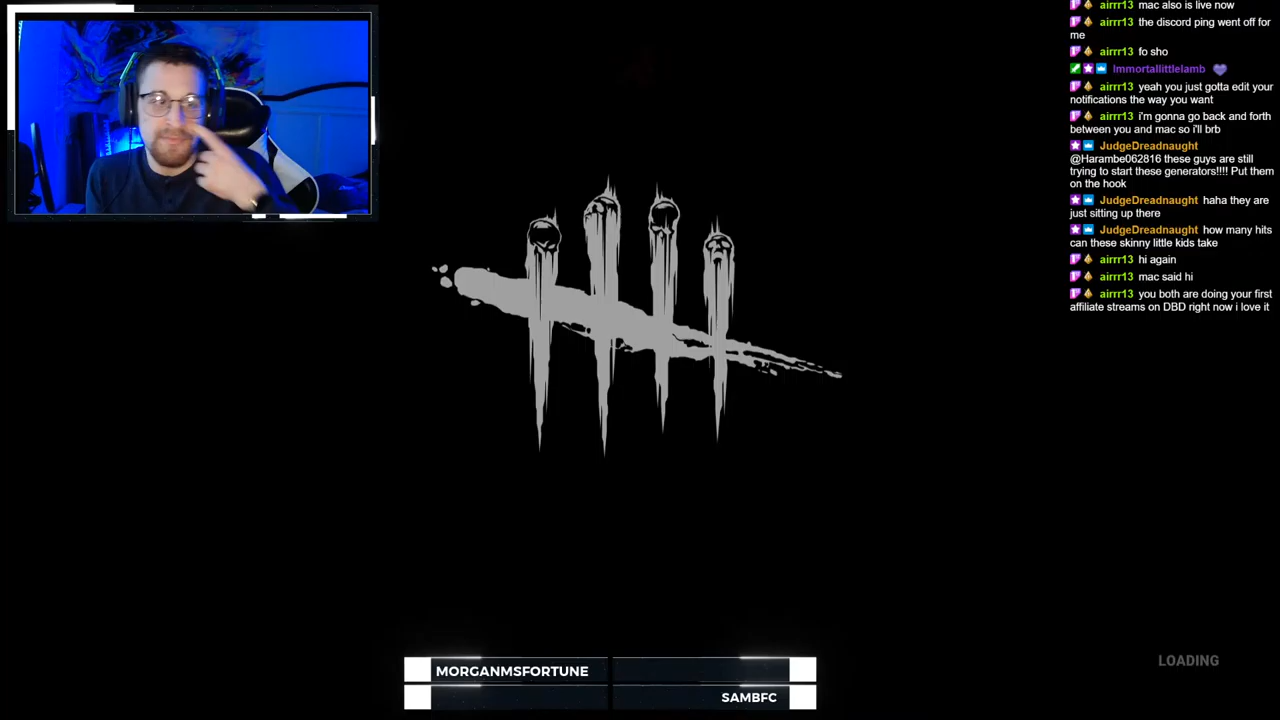 airrr13 mac also is live now
airrr13 the discord ping went off for
me
airrr13 fo sho
Immortallittlelamb
airrr13 yeah you just gotta edit your
notifications the way you want
airrr13 i'm gonna go back and forth
between you and mac so i'll brb
JudgeDreadnaught
@Harambe062816 these guys are still
trying to start these generators!!!! Put them
on the hook
JudgeDreadnaught haha they are
just sitting up there
JudgeDreadnaught how many hits
can these skinny little kids take
airrr13 hi again
airrr13 mac said hi
airrr13 you both are doing your first
affiliate streams on DBD right now i love it
LOADING
MORGANMSFORTUNE
SAMBFC